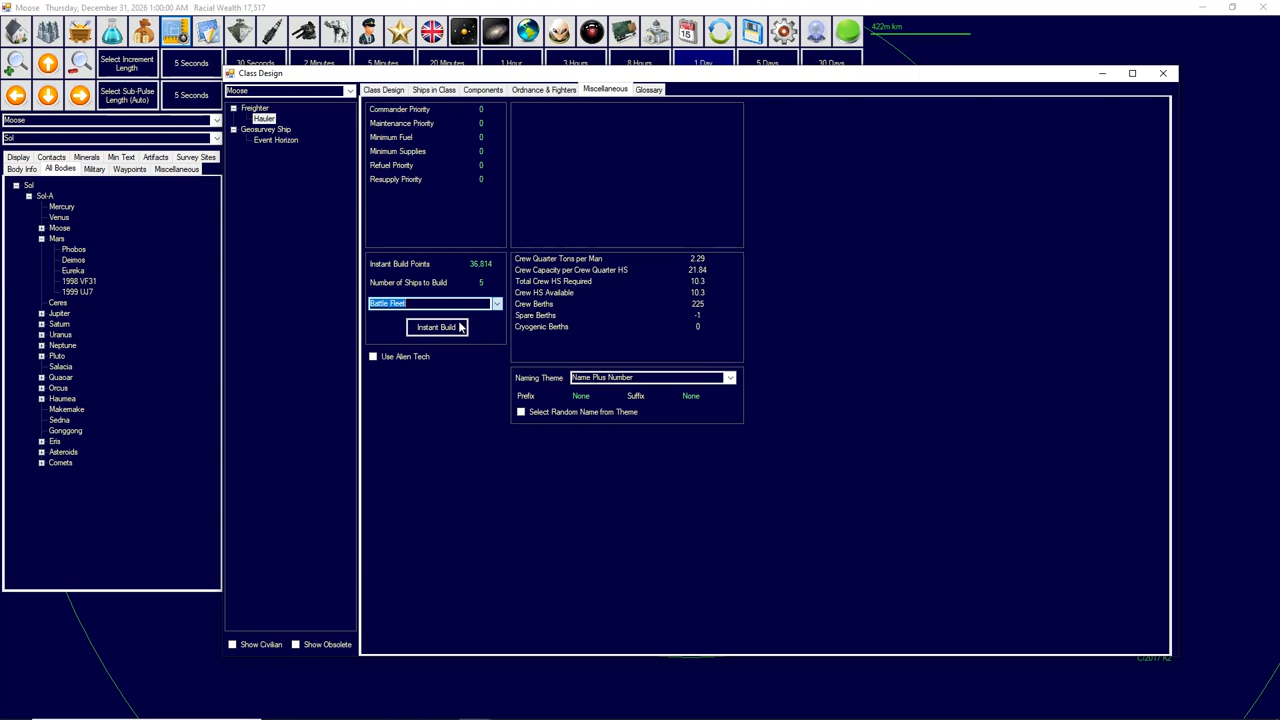 Moose Thursday, December 31, 2026 1:00:00 AM Racial Wealth 17,517
422m km
Select Increment Length
5 Seconds
30 Seconds
2 Minutes
5 Minutes
20 Minutes
1 Hour
3 Hours
8 Hours
1 Day
5 Days
30 Days
Select Sub-Pulse Length (Auto)
5 Seconds
Moose
Sol
Display Contacts Minerals Min Text Artifacts Survey Sites
Body Info All Bodies Military Waypoints Miscellaneous
Sol
Sol-A
Mercury
Venus
Moose
Mars
Phobos
Deimos
Eureka
1998 VF31
1999 UJ7
Ceres
Jupiter
Saturn
Uranus
Neptune
Pluto
Salacia
Quaoar
Orcus
Haumea
Makemake
Sedna
Gonggong
Eris
Asteroids
Comets
Class Design
Moose
Freighter
Hauler
Geosurvey Ship
Event Horizon
Show Civilian Show Obsolete
Class Design Ships in Class Components Ordnance & Fighters Miscellaneous Glossary
Commander Priority 0
Maintenance Priority 0
Minimum Fuel 0
Minimum Supplies 0
Refuel Priority 0
Resupply Priority 0
Instant Build Points 36,814
Number of Ships to Build 5
Battle Fleet
Instant Build
Use Alien Tech
Crew Quarter Tons per Man 2.29
Crew Capacity per Crew Quarter HS 21.84
Total Crew HS Required 10.3
Crew HS Available 10.3
Crew Berths 225
Spare Berths -1
Cryogenic Berths 0
Naming Theme Name Plus Number
Prefix None Suffix None
Select Random Name from Theme
C/2017 K2